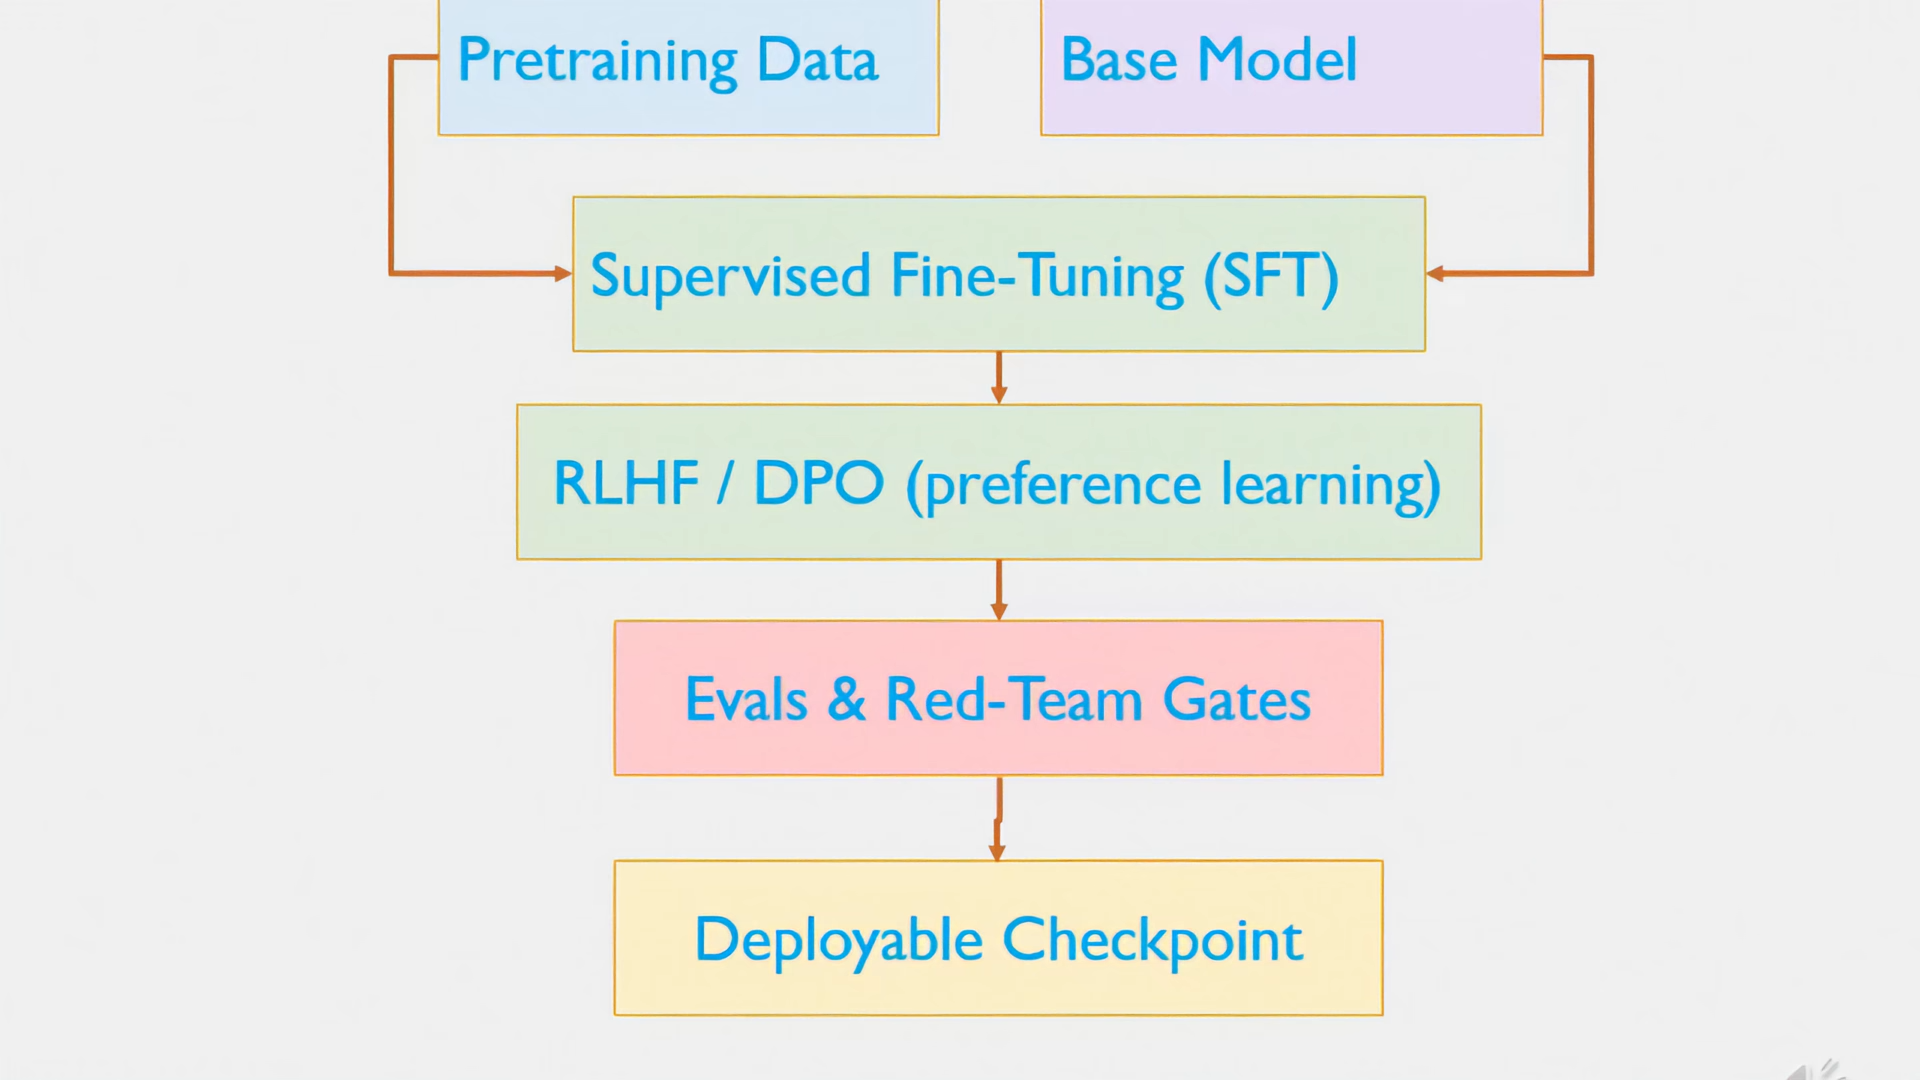 Pretraining Data
Base Model
Supervised Fine-Tuning (SFT)
RLHF / DPO (preference learning)
Evals & Red-Team Gates
Deployable Checkpoint